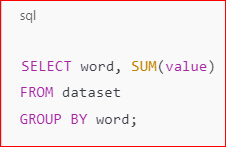 sql
SELECT word, SUM(value)
FROM dataset
GROUP BY word;